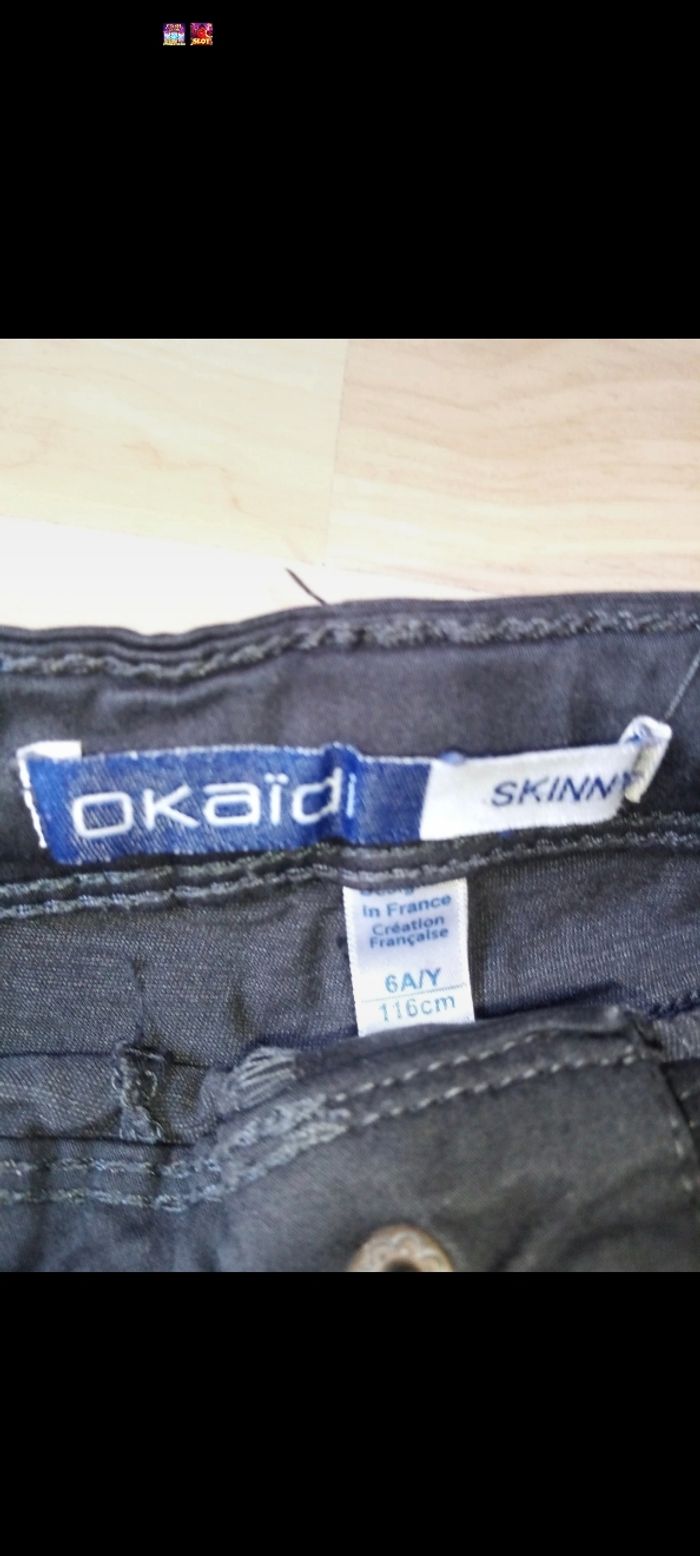 okaïdi
SKINNY
in France
Création
Française
6A/Y
116cm